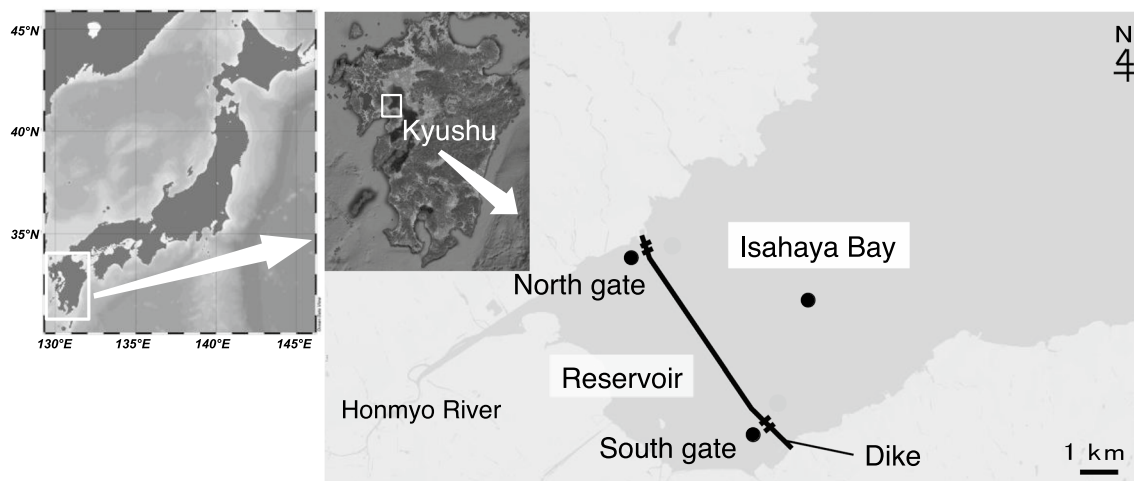 45°N
40°N
35°N
130°E
135°E
140°E
145°E
Kyushu
N
Isahaya Bay
North gate
Reservoir
Honmyo River
South gate
Dike
1 km